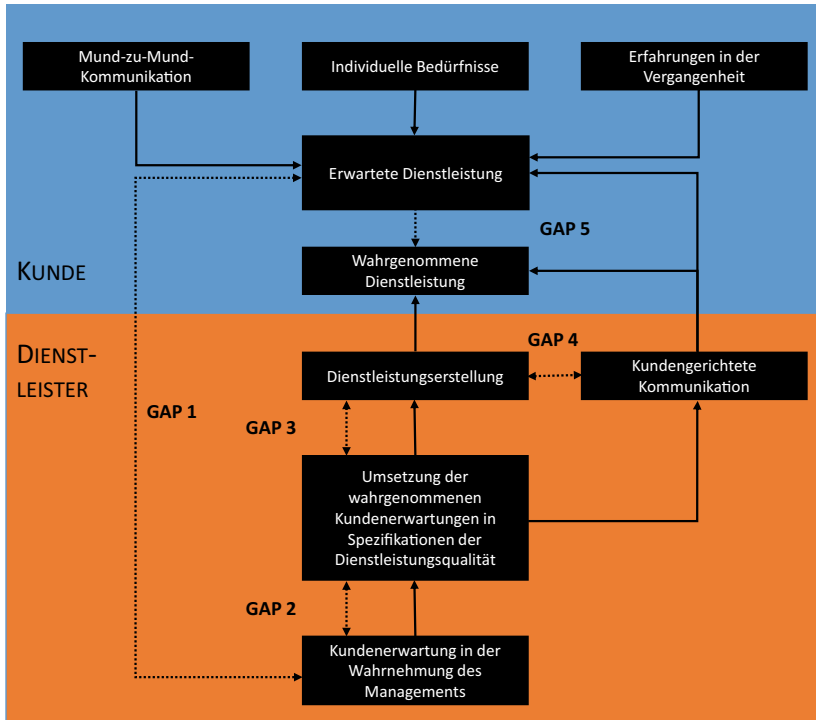 Mund-zu-Mund-
Kommunikation
Individuelle Bedürfnisse
Erfahrungen in der
Vergangenheit
Erwartete Dienstleistung
GAP 5
Wahrgenommene
Dienstleistung
KUNDE
DIENST-
LEISTER
GAP 4
Dienstleistungserstellung
Kundengerichtete
Kommunikation
GAP 1
GAP 3
Umsetzung der
wahrgenommenen
Kundenerwartungen in
Spezifikationen der
Dienstleistungsqualität
GAP 2
Kundenerwartung in der
Wahrnehmung des
Managements